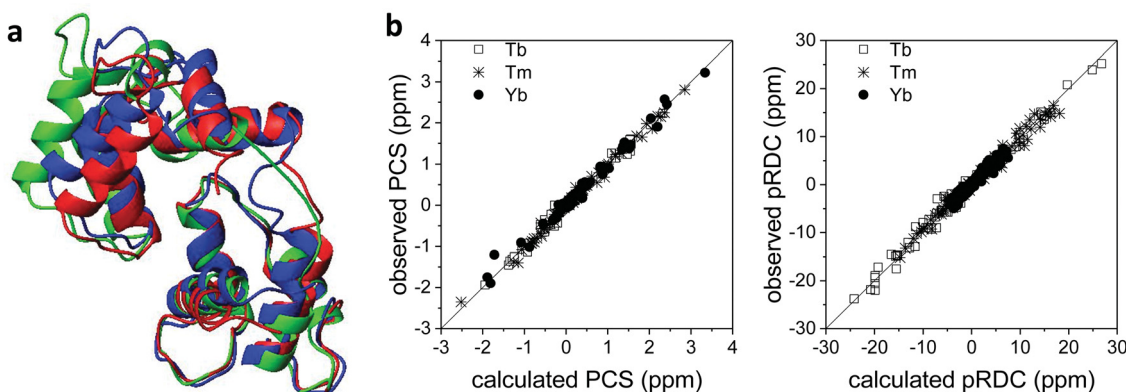 a
b
4
3
2
1
0
-1
-2
-3
observed PCS (ppm)
Tb
Tm
Yb
-3 -2 -1 0 1 2 3 4
calculated PCS (ppm)
30
20
10
0
-10
-20
-30
observed pRDC (ppm)
Tb
Tm
Yb
-30 -20 -10 0 10 20 30
calculated pRDC (ppm)